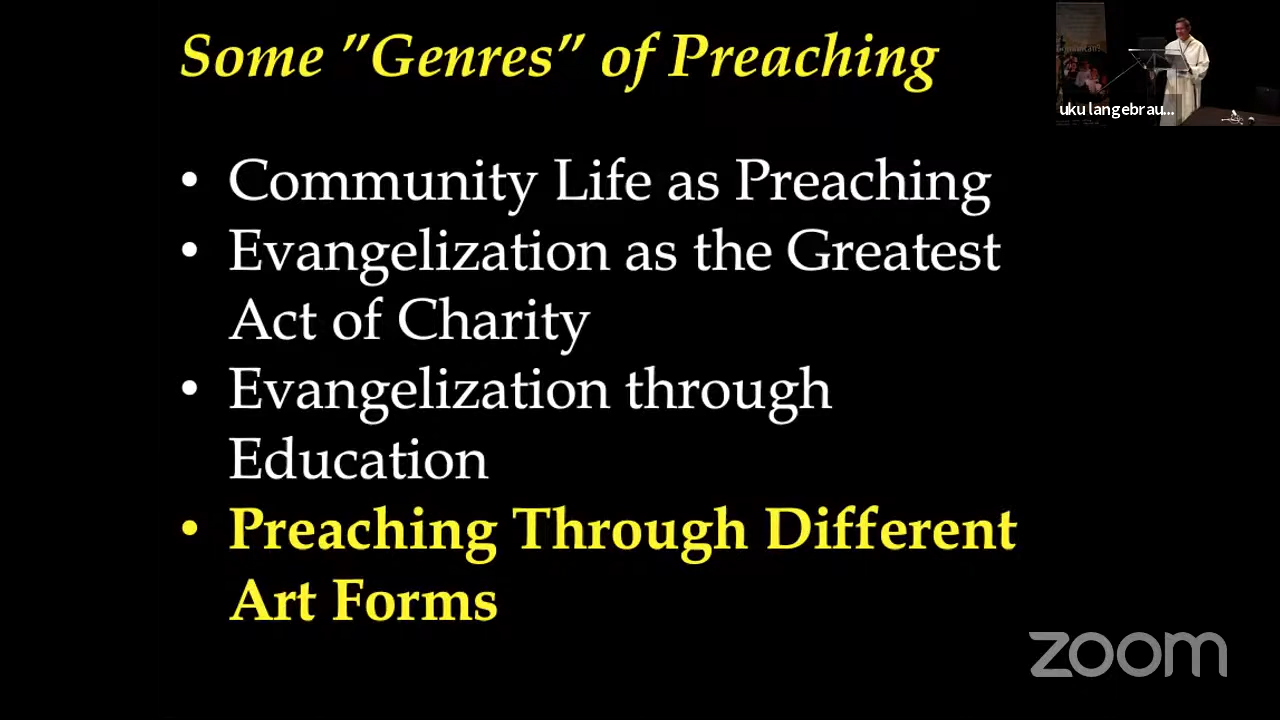 Some ”Genres” of Preaching
uku langebrau...
• Community Life as Preaching
• Evangelization as the Greatest
Act of Charity
• Evangelization through
Education
• Preaching Through Different
Art Forms
zoom